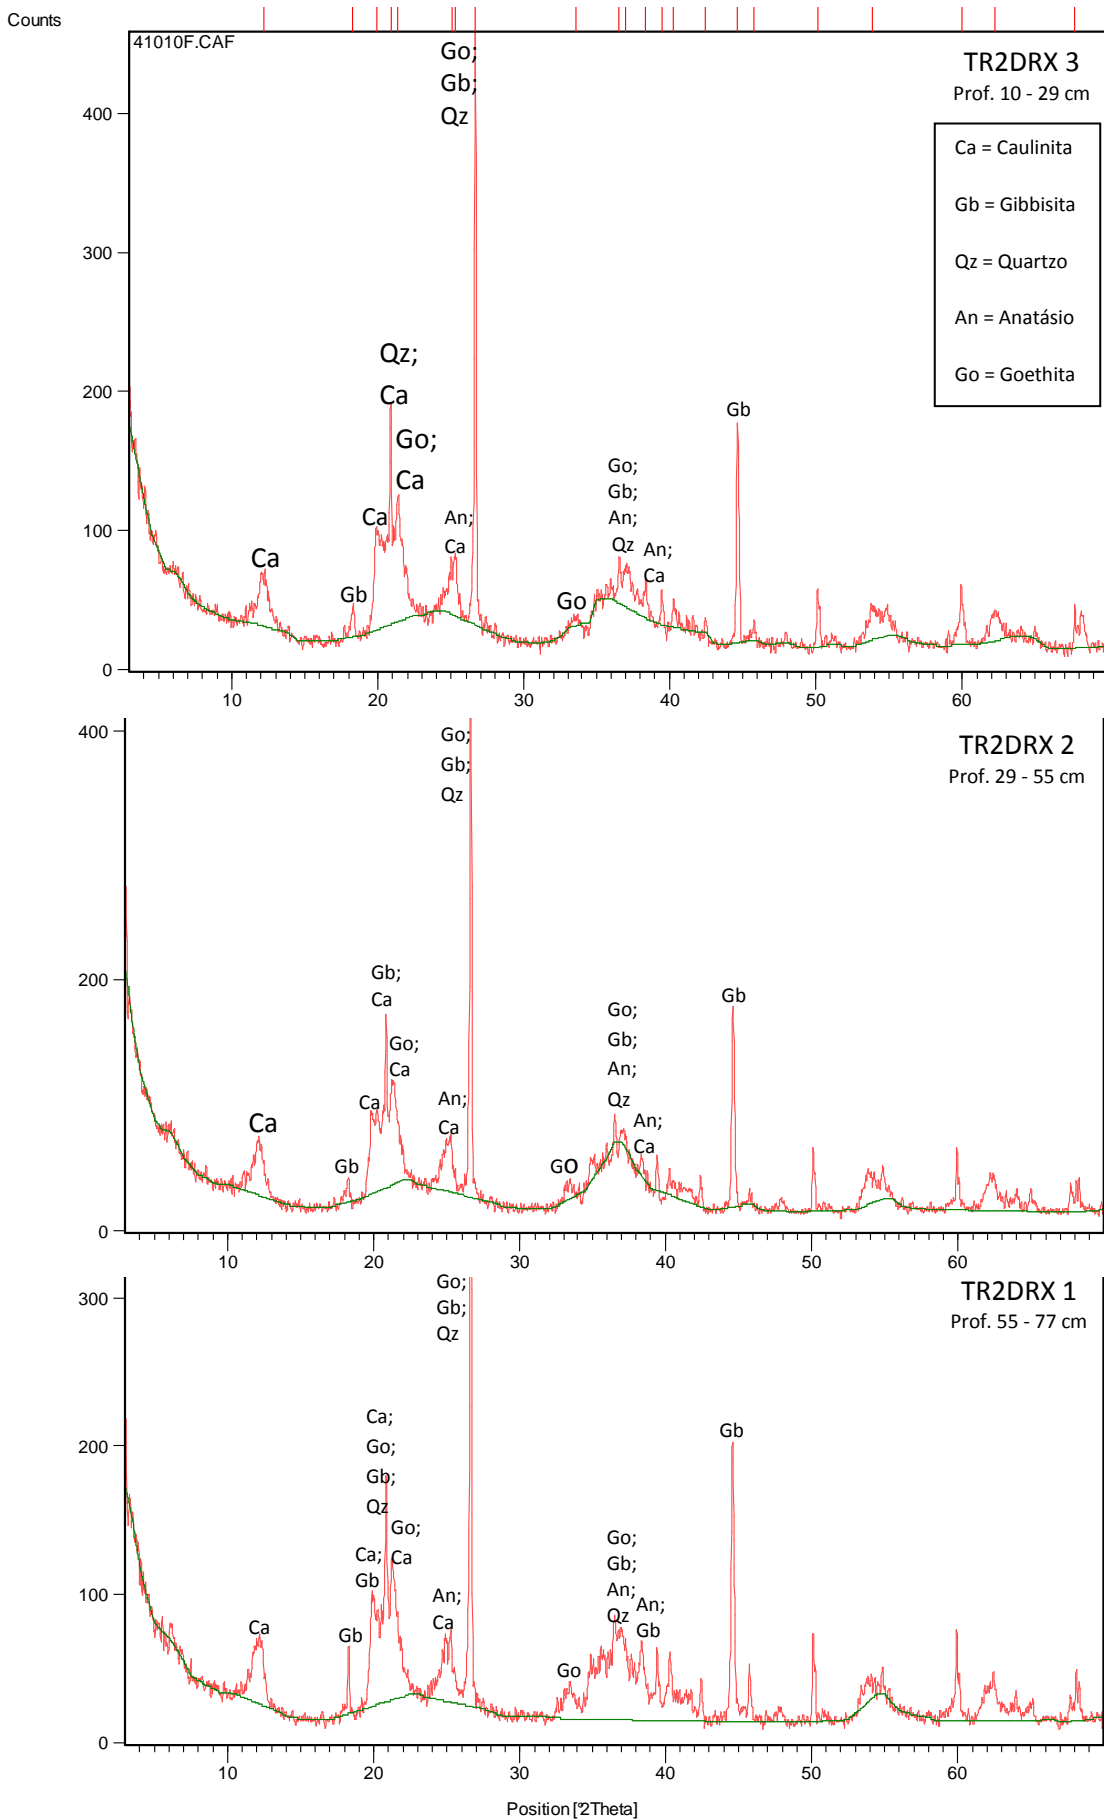 Counts
41010F.CAF
TR2DRX 3
Prof. 10 - 29 cm
Ca = Caulinita
Gb = Gibbisita
Qz = Quartzo
An = Anatásio
Go = Goethita
Go;
Gb;
Qz
Qz;
Ca
Go;
Ca
Ca
An;
Ca
Ca
Gb
Go
Go;
Gb;
An;
Qz
An;
Ca
Gb
400
300
200
100
0
10 20 30 40 50 60
TR2DRX 2
Prof. 29 - 55 cm
Go;
Gb;
Qz
Gb;
Ca
Go;
Ca
Ca
An;
Ca
Ca
Gb
Go
Go;
Gb;
An;
Qz
An;
Ca
Gb
400
200
0
10 20 30 40 50 60
TR2DRX 1
Prof. 55 - 77 cm
Go;
Gb;
Qz
Ca;
Go;
Gb;
Qz
Go;
Ca
Ca;
Gb
An;
Ca
Ca
Gb
Go
Go;
Gb;
An;
Qz
An;
Gb
Gb
300
200
100
0
10 20 30 40 50 60
Position [°2Theta]